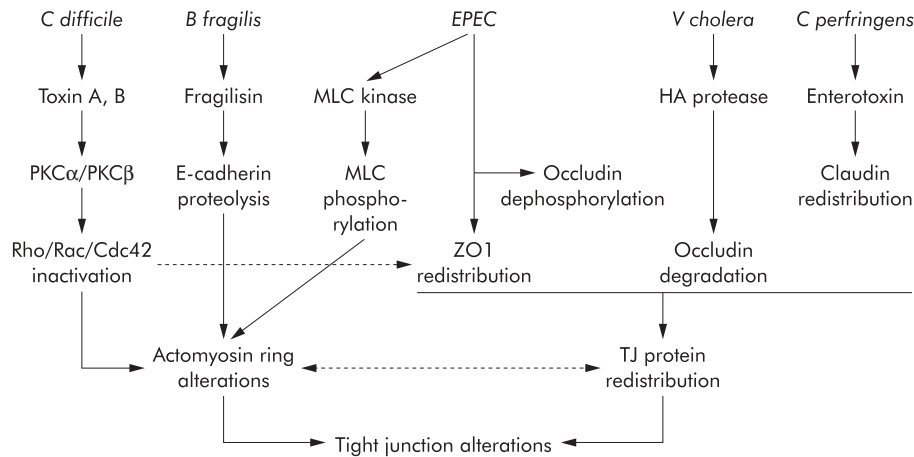 C difficile
B fragilis
EPEC
V cholera
C perfringens
Toxin A, B
Fragilisin
MLC kinase
HA protease
Enterotoxin
PKCα/PKCβ
E-cadherin
proteolysis
MLC
phospho-
rylation
Occludin
dephosphorylation
Claudin
redistribution
Rho/Rac/Cdc42
inactivation
ZO1
redistribution
Occludin
degradation
Actomyosin ring
alterations
TJ protein
redistribution
Tight junction alterations